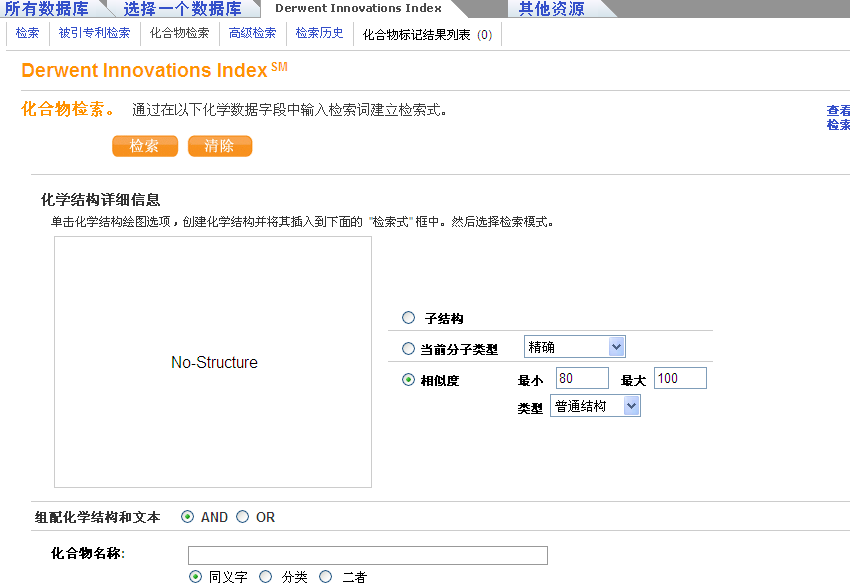 所有数据库 选择一个数据库 Derwent Innovations Index 其他资源
检索 被引专利检索 化合物检索 高级检索 检索历史 化合物标记结果列表 (0)
Derwent Innovations Index SM
化合物检索。 通过在以下化学数据字段中输入检索词建立检索式。
查看
检索
检索 清除
化学结构详细信息
单击化学结构绘图选项，创建化学结构并将其插入到下面的 "检索式" 框中。然后选择检索模式。
No-Structure
子结构
当前分子类型 精确
相似度 最小 80 最大 100
类型 普通结构
组配化学结构和文本 AND OR
化合物名称:
同义字 分类 二者